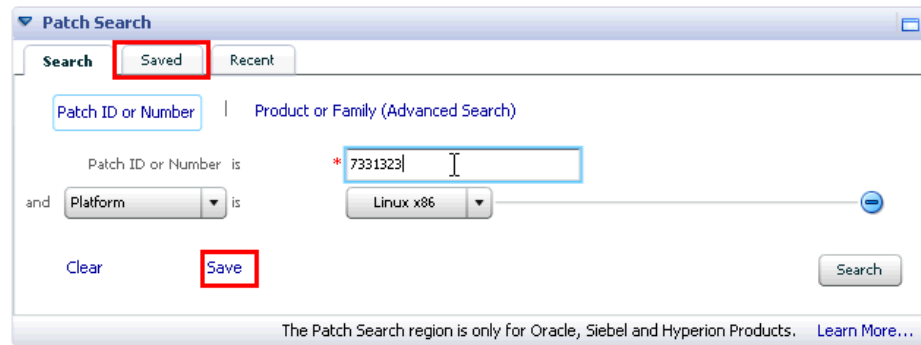 Patch Search
Search Saved Recent
Patch ID or Number | Product or Family (Advanced Search)
Patch ID or Number is * 7331323
and Platform is Linux x86
Clear Save Search
The Patch Search region is only for Oracle, Siebel and Hyperion Products. Learn More...